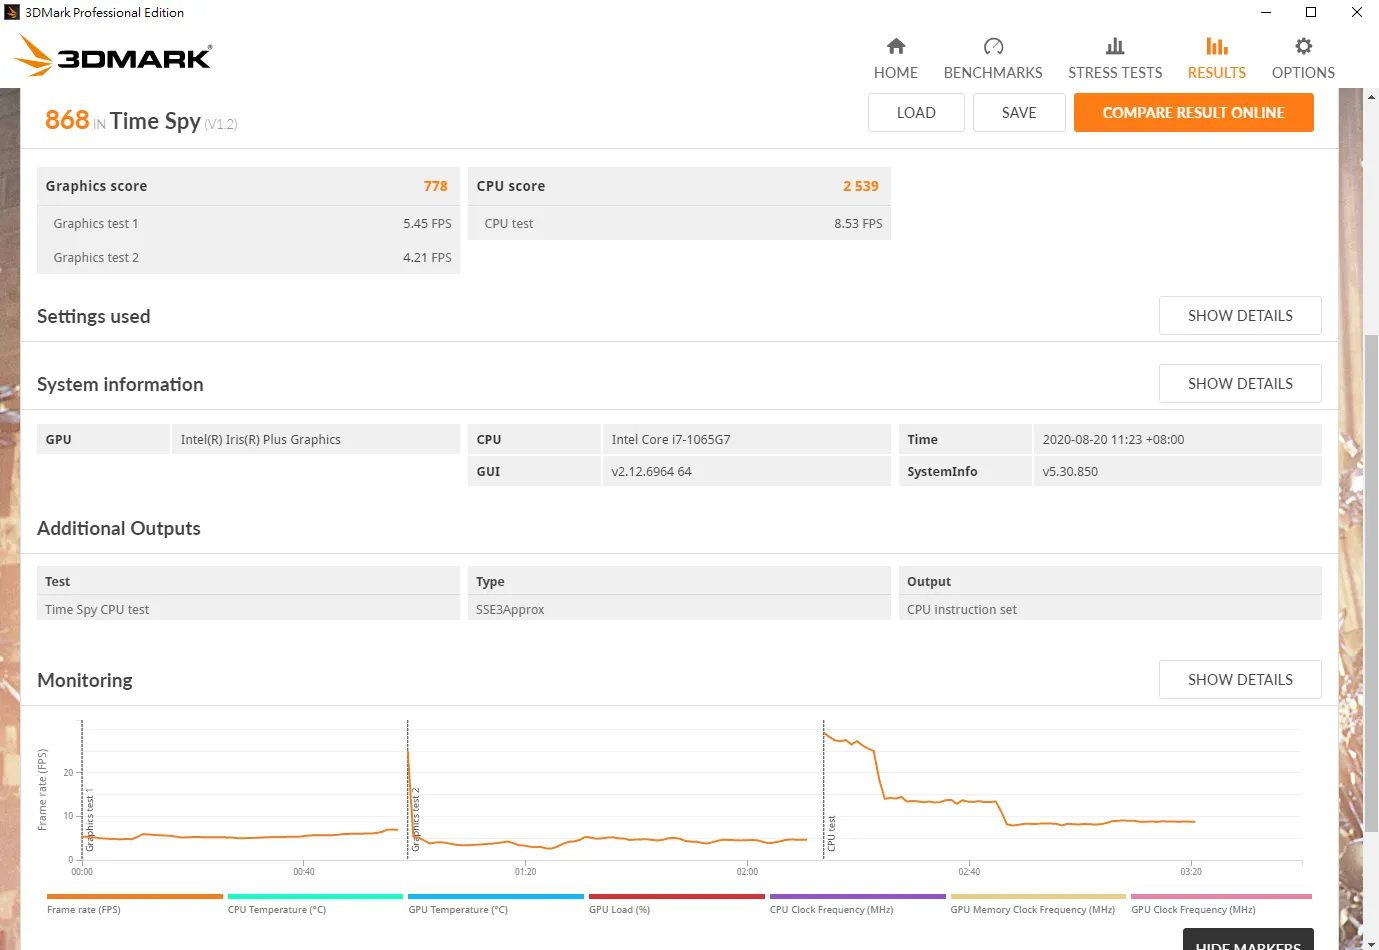 3DMark Professional Edition
3DMARK®
HOME
BENCHMARKS
STRESS TESTS
RESULTS
OPTIONS
868 IN Time Spy (V1.2)
LOAD
SAVE
COMPARE RESULT ONLINE
Graphics score 778
Graphics test 1 5.45 FPS
Graphics test 2 4.21 FPS
CPU score 2 539
CPU test 8.53 FPS
Settings used
SHOW DETAILS
System information
SHOW DETAILS
GPU Intel(R) Iris(R) Plus Graphics
CPU Intel Core i7-1065G7
Time 2020-08-20 11:23 +08:00
GUI v2.12.6964 64
SystemInfo v5.30.850
Additional Outputs
Test Type Output
Time Spy CPU test SSE3Approx CPU instruction set
Monitoring
SHOW DETAILS
Frame rate (FPS)
20
10
0
Graphics test 1
Graphics test 2
CPU test
00:00 00:40 01:20 02:00 02:40 03:20
Frame rate (FPS)
CPU Temperature (°C)
GPU Temperature (°C)
GPU Load (%)
CPU Clock Frequency (MHz)
GPU Memory Clock Frequency (MHz)
GPU Clock Frequency (MHz)
HIDE MARKERS